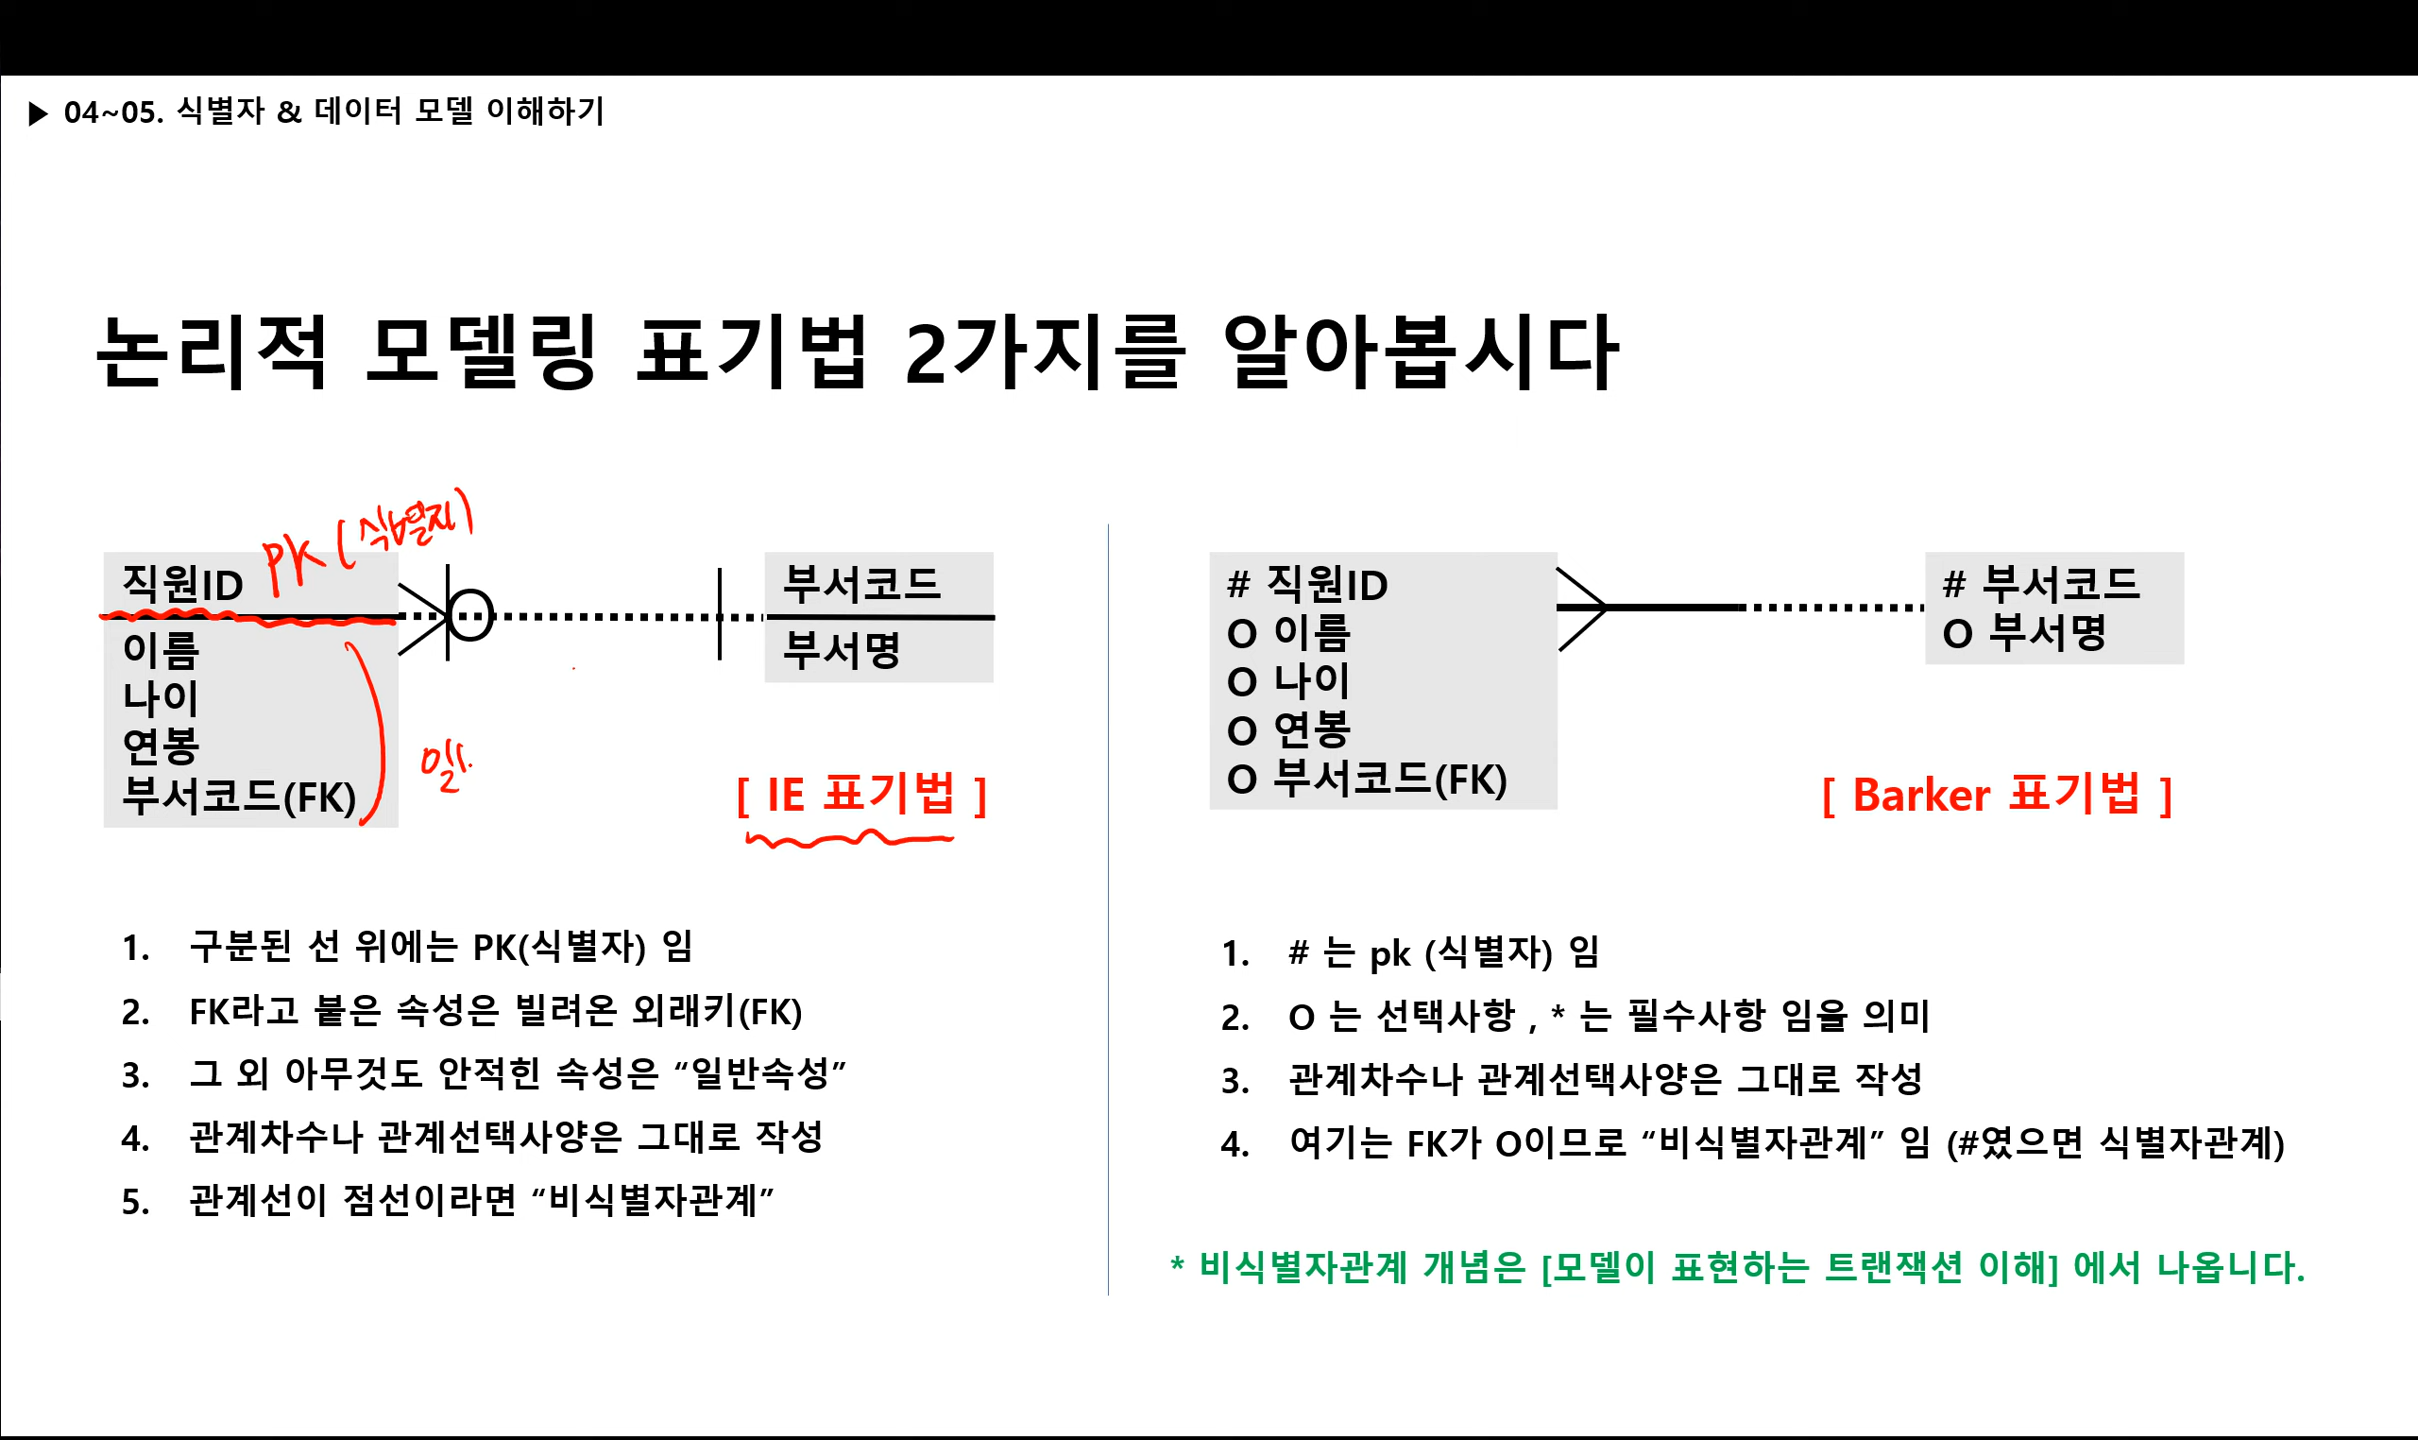 ▶ 04~05. 식별자 & 데이터 모델 이해하기
논리적 모델링 표기법 2가지를 알아봅시다
PK (식별자)
직원ID
이름
나이
연봉
부서코드(FK)
일반
부서코드
부서명
[ IE 표기법 ]
1. 구분된 선 위에는 PK(식별자) 임
2. FK라고 붙은 속성은 빌려온 외래키(FK)
3. 그 외 아무것도 안적힌 속성은 “일반속성”
4. 관계차수나 관계선택사양은 그대로 작성
5. 관계선이 점선이라면 “비식별자관계”
# 직원ID
O 이름
O 나이
O 연봉
O 부서코드(FK)
# 부서코드
O 부서명
[ Barker 표기법 ]
1. # 는 pk (식별자) 임
2. O 는 선택사항 , * 는 필수사항 임을 의미
3. 관계차수나 관계선택사양은 그대로 작성
4. 여기는 FK가 O이므로 “비식별자관계” 임 (#였으면 식별자관계)
* 비식별자관계 개념은 [모델이 표현하는 트랜잭션 이해] 에서 나옵니다.